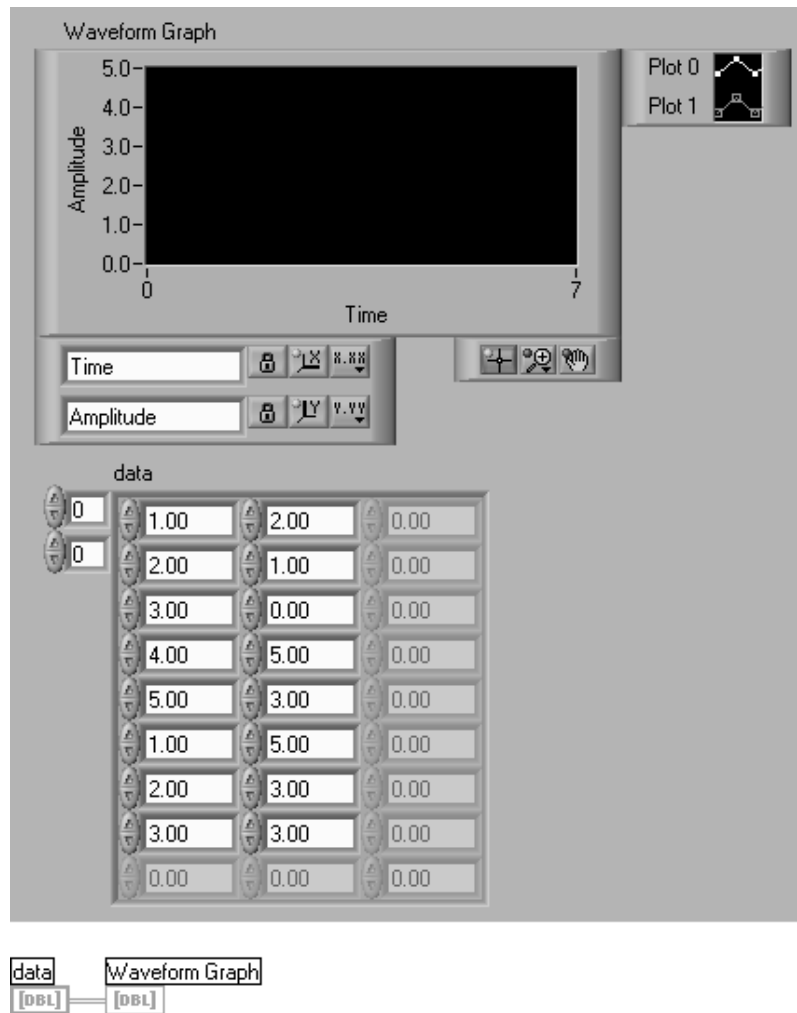 Waveform Graph
5.0
4.0
3.0
2.0
1.0
0.0
Amplitude
0 7
Time
Plot 0
Plot 1
Time X X.XX
Amplitude Y Y.YY
data
0 1.00 2.00 0.00
0 2.00 1.00 0.00
3.00 0.00 0.00
4.00 5.00 0.00
5.00 3.00 0.00
1.00 5.00 0.00
2.00 3.00 0.00
3.00 3.00 0.00
0.00 0.00 0.00
data Waveform Graph
[DBL] [DBL]